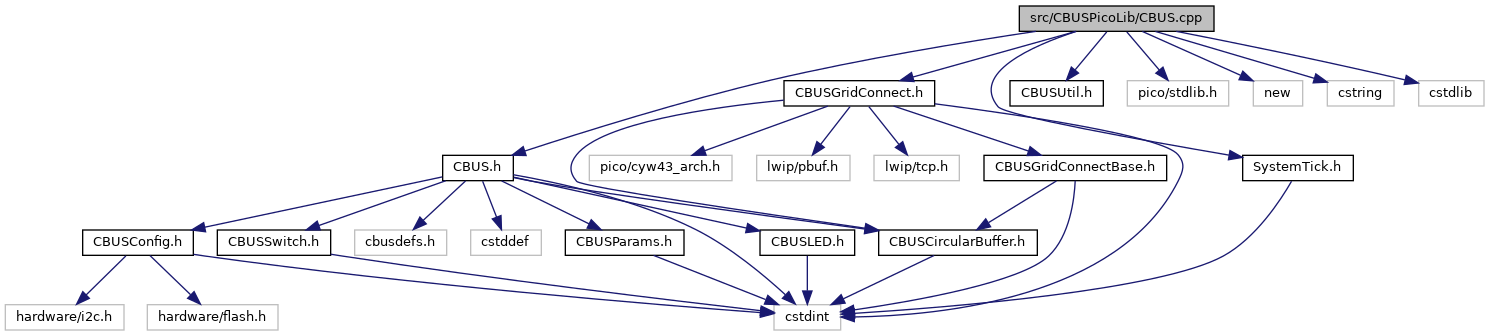 src/CBUSPicoLib/CBUS.cpp
CBUSGridConnect.h
CBUSUtil.h
pico/stdlib.h
new
cstring
cstdlib
CBUS.h
pico/cyw43_arch.h
lwip/pbuf.h
lwip/tcp.h
CBUSGridConnectBase.h
SystemTick.h
CBUSConfig.h
CBUSSwitch.h
cbusdefs.h
cstddef
CBUSParams.h
CBUSLED.h
CBUSCircularBuffer.h
hardware/i2c.h
hardware/flash.h
cstdint